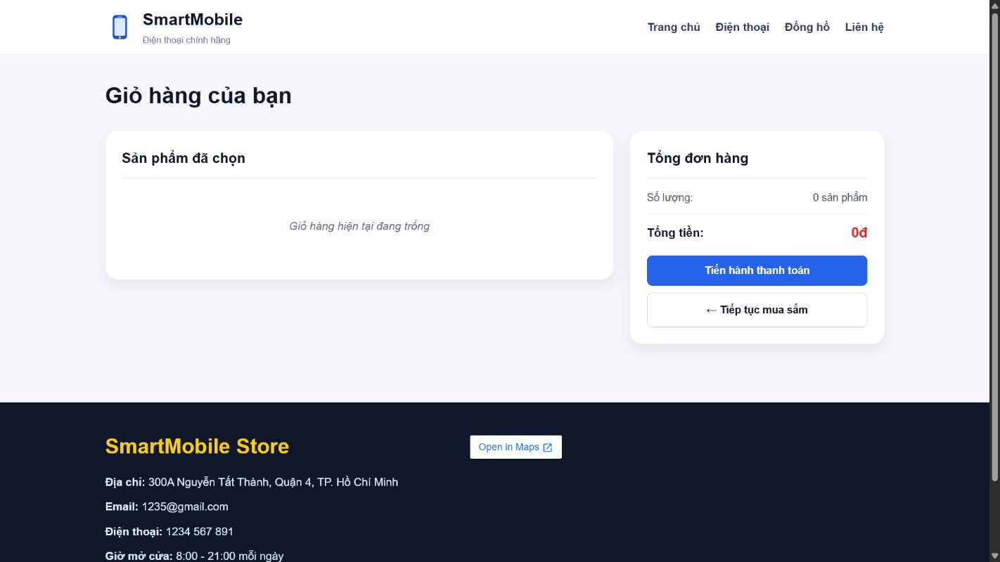 SmartMobile
Điện thoại chính hãng
Trang chủ
Điện thoại
Đồng hồ
Liên hệ
Giỏ hàng của bạn
Sản phẩm đã chọn
Giỏ hàng hiện tại đang trống
Tổng đơn hàng
Số lượng: 0 sản phẩm
Tổng tiền: 0đ
Tiến hành thanh toán
← Tiếp tục mua sắm
SmartMobile Store
Địa chỉ: 300A Nguyễn Tất Thành, Quận 4, TP. Hồ Chí Minh
Email: 1235@gmail.com
Điện thoại: 1234 567 891
Giờ mở cửa: 8:00 - 21:00 mỗi ngày
Open in Maps